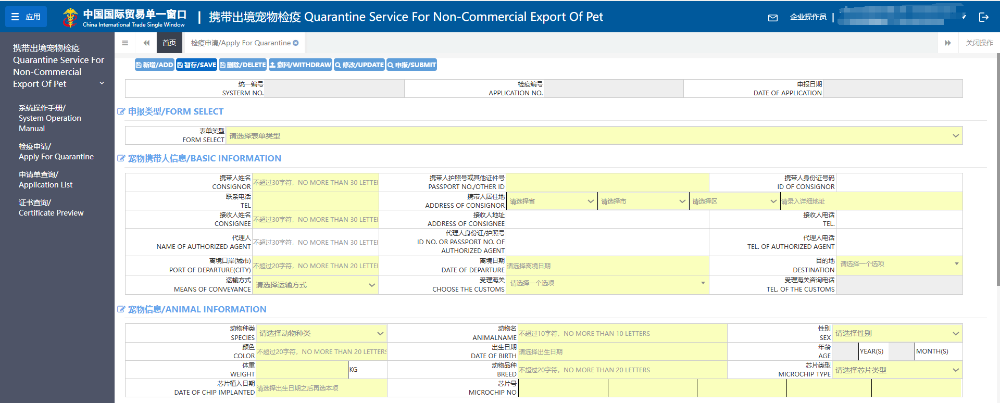 应用
中国国际贸易单一窗口
China International Trade Single Window
携带出境宠物检疫 Quarantine Service For Non-Commercial Export Of Pet
企业操作员
携带出境宠物检疫
Quarantine Service For
Non-Commercial
Export Of Pet
系统操作手册/
System Operation
Manual
检疫申请/
Apply For Quarantine
申请单查询/
Application List
证书查询/
Certificate Preview
首页
检疫申请/Apply For Quarantine
关闭操作
新增/ADD 暂存/SAVE 删除/DELETE 撤回/WITHDRAW 修改/UPDATE 申报/SUBMIT
统一编号
SYSTERM NO.
检疫编号
APPLICATION NO.
申报日期
DATE OF APPLICATION
申报类型/FORM SELECT
表单类型
FORM SELECT
请选择表单类型
宠物携带人信息/BASIC INFORMATION
携带人姓名
CONSIGNOR
不超过30字符，NO MORE THAN 30 LETTE
携带人护照号或其他证件号
PASSPORT NO./OTHER ID
携带人身份证号码
ID OF CONSIGNOR
联系电话
TEL
携带人居住地
ADDRESS OF CONSIGNOR
请选择省
请选择市
请选择区
请录入详细地址
接收人姓名
CONSIGNEE
不超过30字符，NO MORE THAN 30 LETTE
接收人地址
ADDRESS OF CONSIGNEE
接收人电话
TEL.
代理人
NAME OF AUTHORIZED AGENT
不超过30字符，NO MORE THAN 30 LETTE
代理人身份证/护照号
ID NO. OR PASSPORT NO. OF
AUTHORIZED AGENT
代理人电话
TEL. OF AUTHORIZED AGENT
离境口岸(城市)
PORT OF DEPARTURE(CITY)
不超过20字符，NO MORE THAN 20 LETTE
离境日期
DATE OF DEPARTURE
请选择离境日期
目的地
DESTINATION
请选择一个选项
运输方式
MEANS OF CONVEYANCE
请选择运输方式
受理海关
CHOOSE THE CUSTOMS
请选择一个选项
受理海关咨询电话
TEL. OF THE CUSTOMS
宠物信息/ANIMAL INFORMATION
动物种类
SPECIES
请选择动物种类
动物名
ANIMALNAME
不超过10字符，NO MORE THAN 10 LETTERS
性别
SEX
请选择性别
颜色
COLOR
不超过20字符，NO MORE THAN 20 LETTERS
出生日期
DATE OF BIRTH
请选择出生日期
年龄
AGE
YEAR(S)
MONTH(S)
体重
WEIGHT
KG
动物品种
BREED
不超过20字符，NO MORE THAN 20 LETTERS
芯片类型
MICROCHIP TYPE
请选择芯片类型
芯片植入日期
DATE OF CHIP IMPLANTED
请选择出生日期之后再选本项
芯片号
MICROCHIP NO